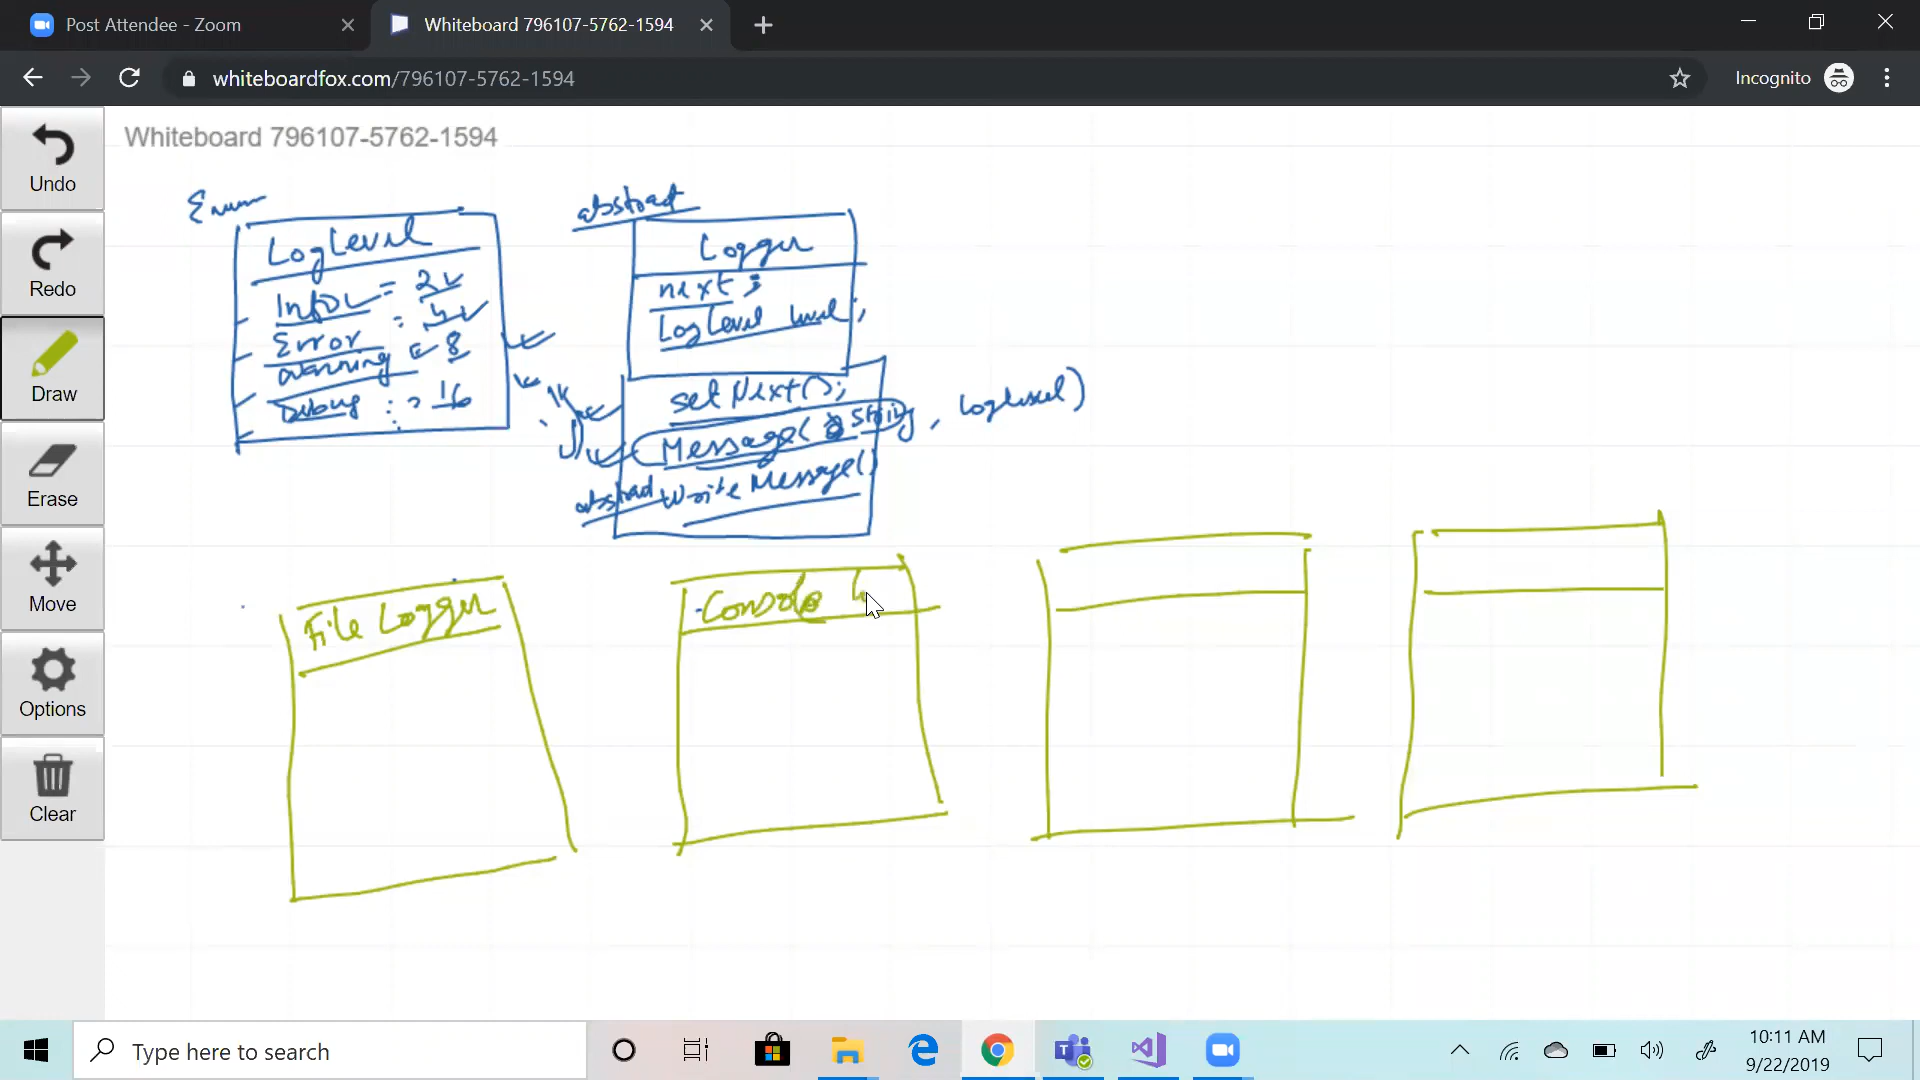 Post Attendee - Zoom
Whiteboard 796107-5762-1594
whiteboardfox.com/796107-5762-1594
Incognito
Undo
Redo
Draw
Erase
Move
Options
Clear
Whiteboard 796107-5762-1594
Enum
LogLevel
Info = 2
Error :
Warning = 8
Debug : 16
abstract
Logger
next;
LogLevel level;
setNext();
Message( String, loglevel)
abstract Write Message()
File Logger
Console L
Type here to search
10:11 AM
9/22/2019